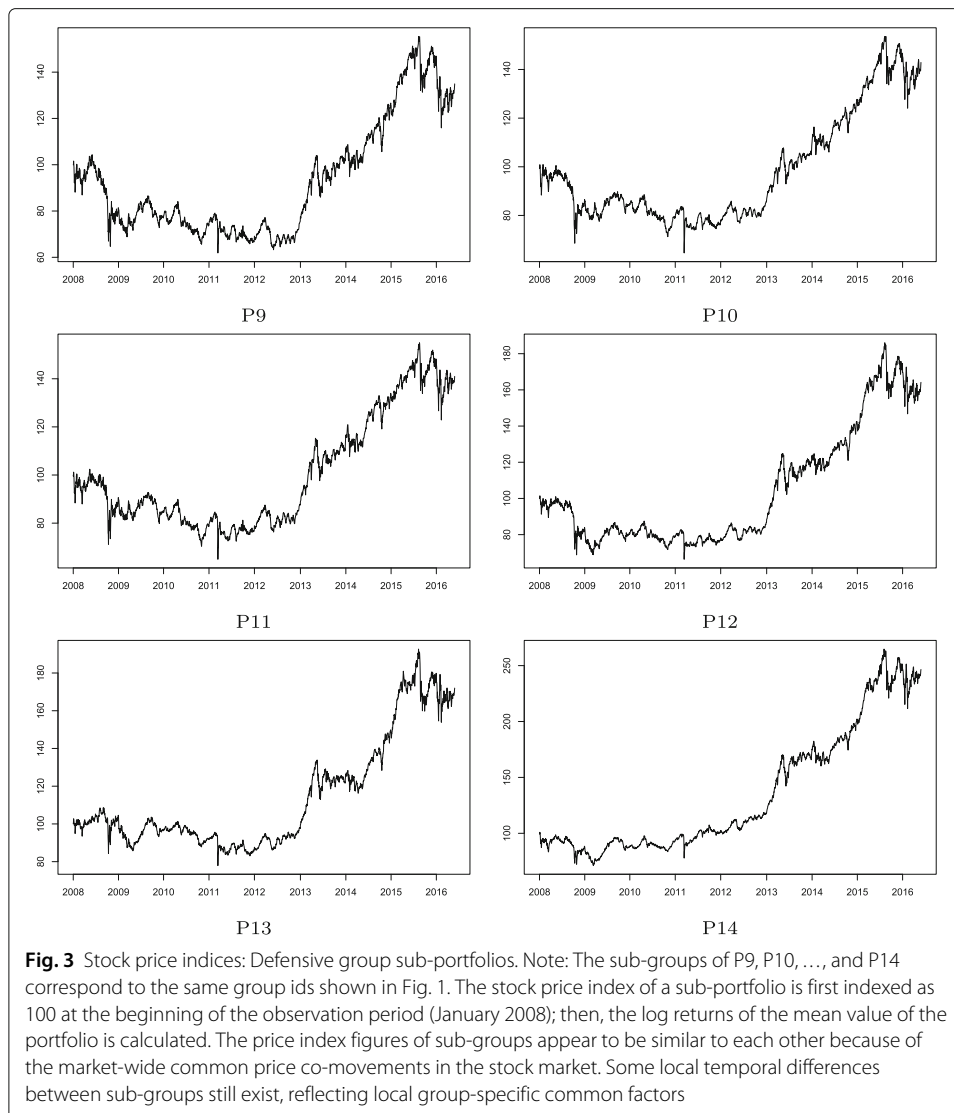 60 80 100 120 140
2008 2009 2010 2011 2012 2013 2014 2015 2016
P9
80 100 120 140
2008 2009 2010 2011 2012 2013 2014 2015 2016
P10
80 100 120 140
2008 2009 2010 2011 2012 2013 2014 2015 2016
P11
80 100 120 140 160 180
2008 2009 2010 2011 2012 2013 2014 2015 2016
P12
80 100 120 140 160 180
2008 2009 2010 2011 2012 2013 2014 2015 2016
P13
100 150 200 250
2008 2009 2010 2011 2012 2013 2014 2015 2016
P14
Fig. 3 Stock price indices: Defensive group sub-portfolios. Note: The sub-groups of P9, P10, ..., and P14
correspond to the same group ids shown in Fig. 1. The stock price index of a sub-portfolio is first indexed as
100 at the beginning of the observation period (January 2008); then, the log returns of the mean value of the
portfolio is calculated. The price index figures of sub-groups appear to be similar to each other because of
the market-wide common price co-movements in the stock market. Some local temporal differences
between sub-groups still exist, reflecting local group-specific common factors